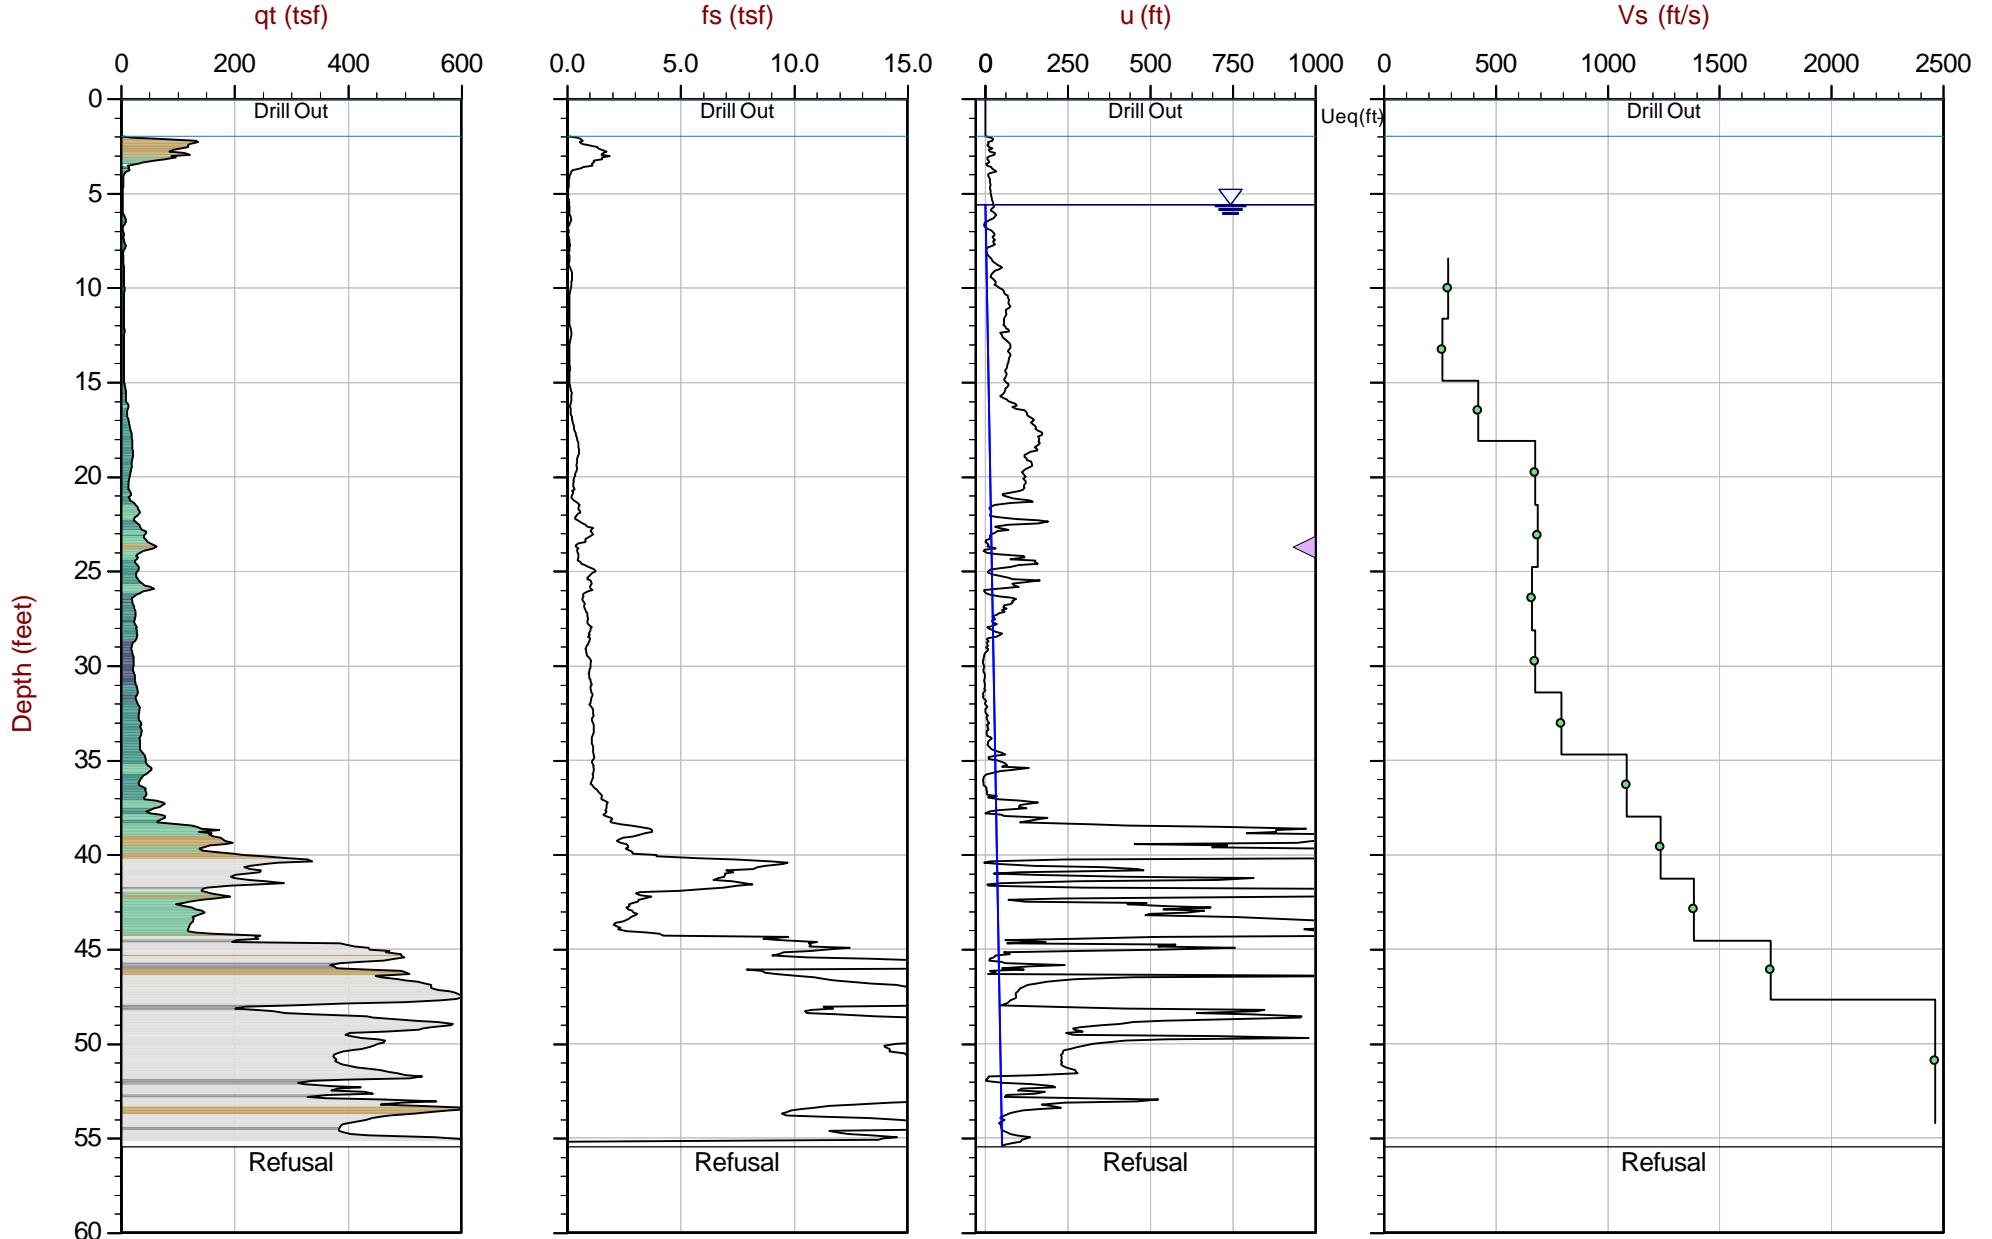 qt (tsf) fs (tsf) u (ft) Vs (ft/s)
0 200 400 600 0.0 5.0 10.0 15.0 0 250 500 750 1000 0 500 1000 1500 2000 2500
0
Drill Out Drill Out Drill Out Ueq(ft) Drill Out
5
10
15
20
25
30
Depth (feet)
35
40
45
50
55
Refusal Refusal Refusal Refusal
60